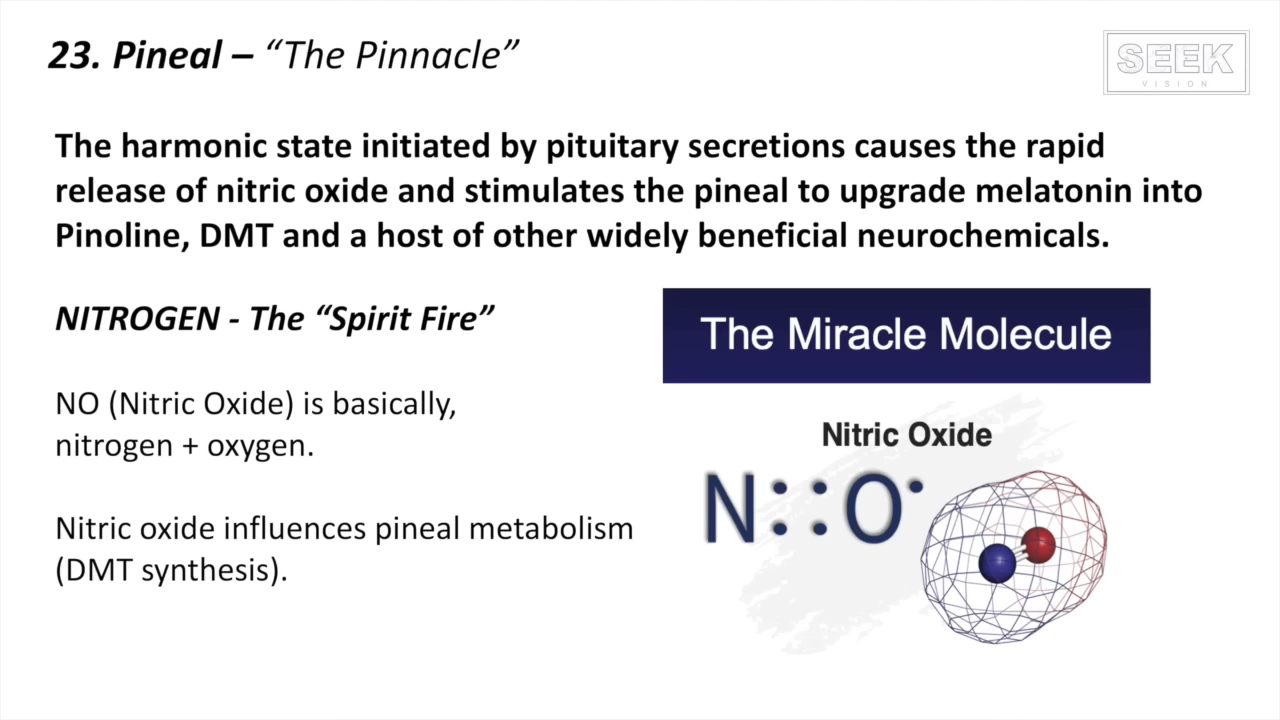 23. Pineal – “The Pinnacle”
SEEK
VISION
The harmonic state initiated by pituitary secretions causes the rapid
release of nitric oxide and stimulates the pineal to upgrade melatonin into
Pinoline, DMT and a host of other widely beneficial neurochemicals.
NITROGEN - The “Spirit Fire”
NO (Nitric Oxide) is basically,
nitrogen + oxygen.
Nitric oxide influences pineal metabolism
(DMT synthesis).
The Miracle Molecule
Nitric Oxide
N::O·